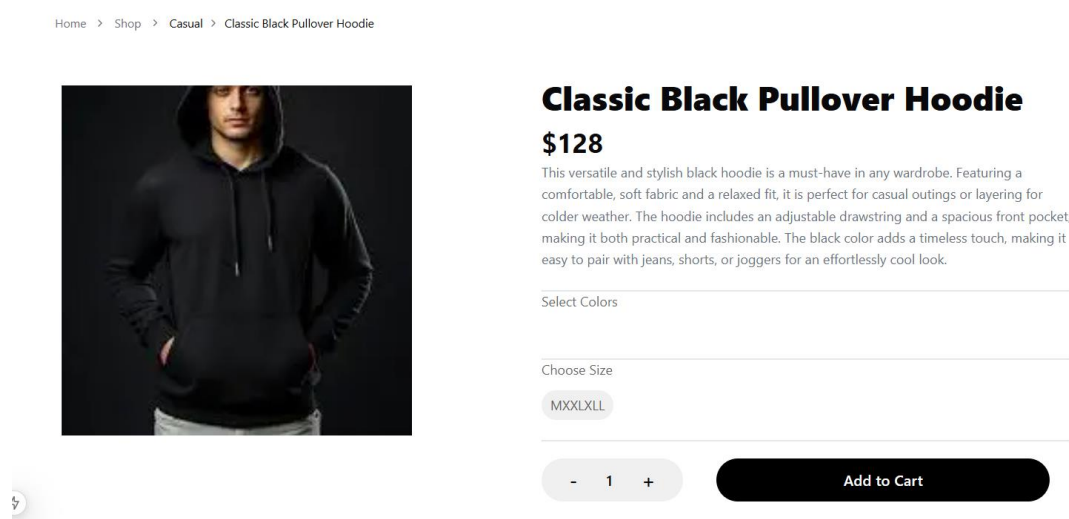 Home > Shop > Casual > Classic Black Pullover Hoodie
Classic Black Pullover Hoodie
$128
This versatile and stylish black hoodie is a must-have in any wardrobe. Featuring a
comfortable, soft fabric and a relaxed fit, it is perfect for casual outings or layering for
colder weather. The hoodie includes an adjustable drawstring and a spacious front pocket,
making it both practical and fashionable. The black color adds a timeless touch, making it
easy to pair with jeans, shorts, or joggers for an effortlessly cool look.
Select Colors
Choose Size
MXXLXLL
- 1 +
Add to Cart